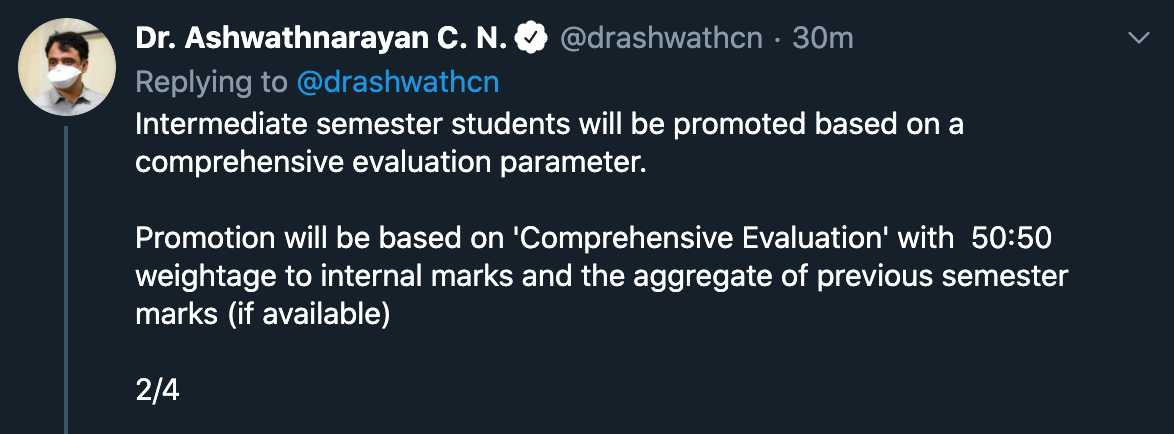 Dr. Ashwathnarayan C. N. @drashwathcn · 30m
Replying to @drashwathcn
Intermediate semester students will be promoted based on a
comprehensive evaluation parameter.
Promotion will be based on 'Comprehensive Evaluation' with  50:50
weightage to internal marks and the aggregate of previous semester
marks (if available)
2/4